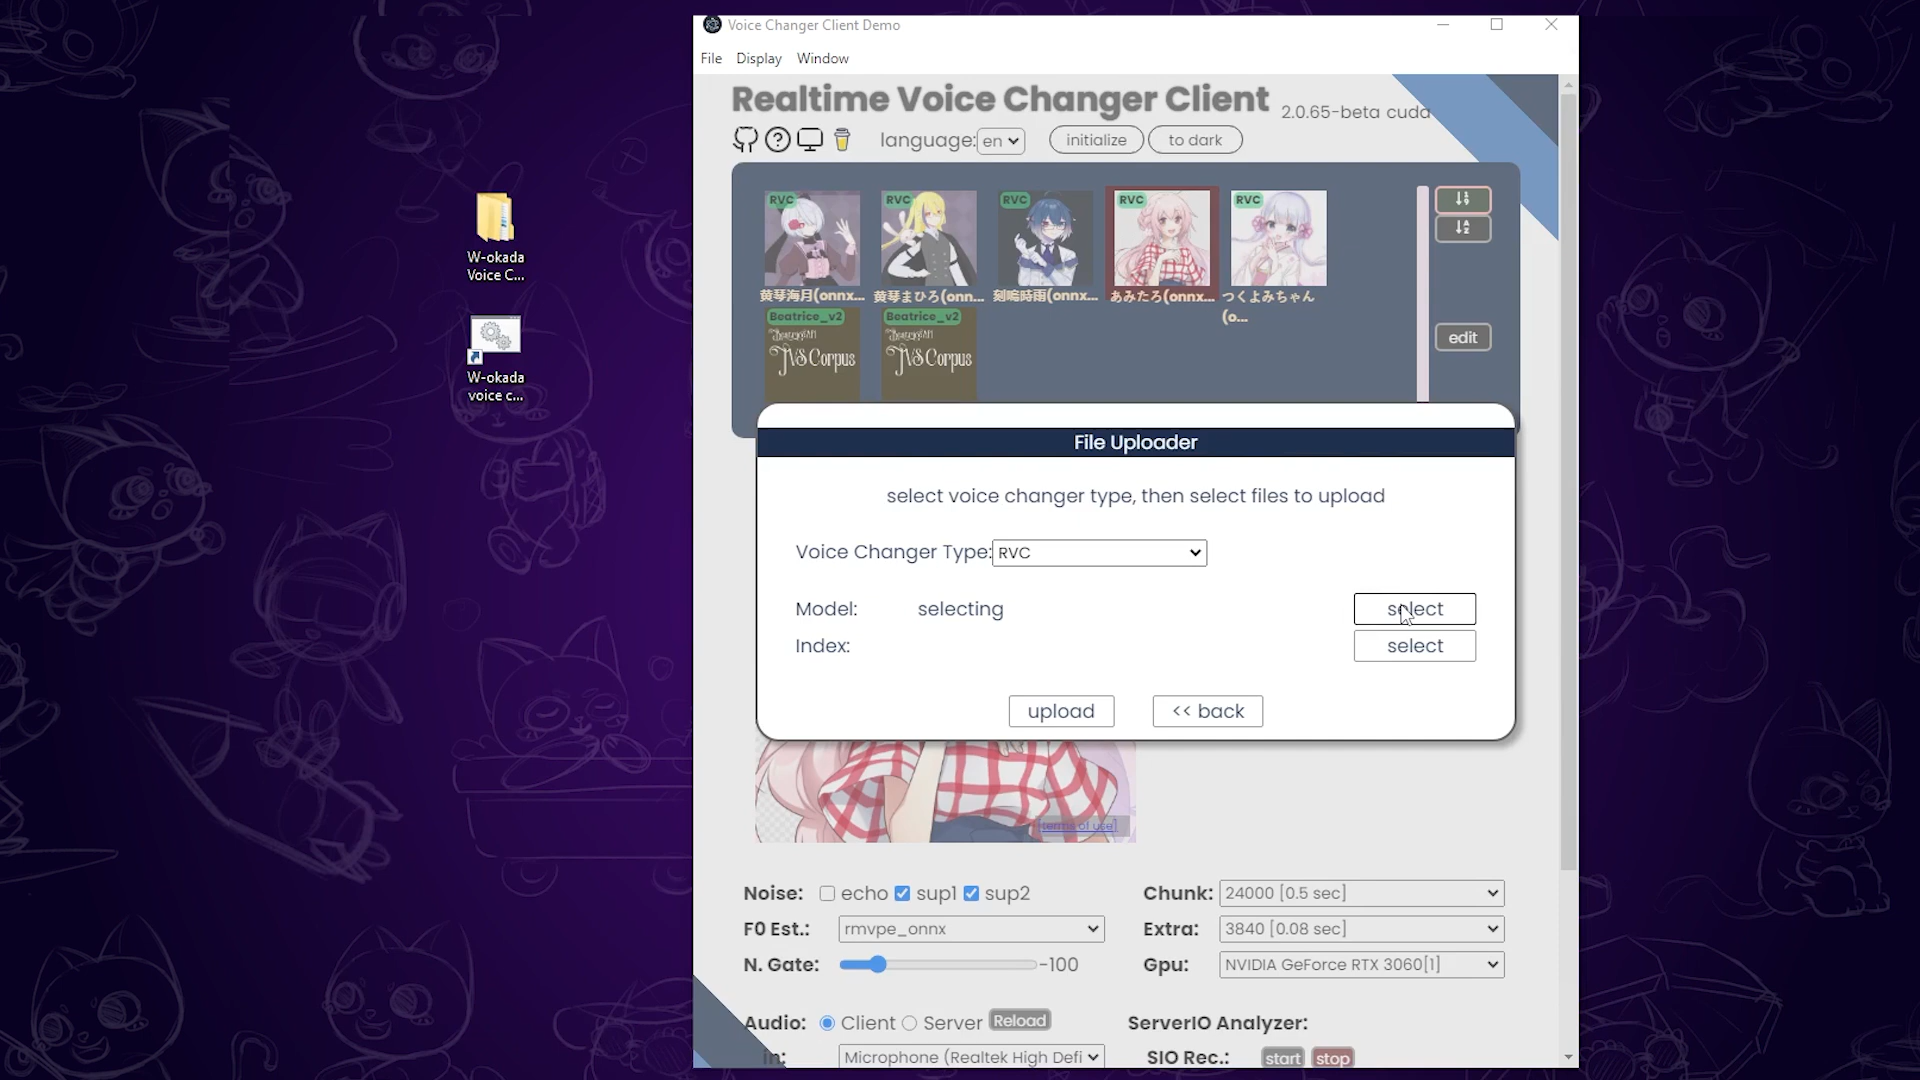 W-okada
Voice C...
W-okada
voice c...
Voice Changer Client Demo
File Display Window
Realtime Voice Changer Client 2.0.65-beta cuda
language: en initialize to dark
RVC RVC RVC RVC RVC
黄琴海月(onnx... 黄琴まひろ(onn... 刻鳴時雨(onnx... あみたろ(onnx... つくよみちゃん
(o...
Beatrice_v2 Beatrice_v2
JVS Corpus JVS Corpus
edit
File Uploader
select voice changer type, then select files to upload
Voice Changer Type: RVC
Model: selecting select
Index: select
upload << back
[terms of use]
Noise: echo sup1 sup2
Chunk: 24000 [0.5 sec]
F0 Est.: rmvpe_onnx
Extra: 3840 [0.08 sec]
N. Gate: -100
Gpu: NVIDIA GeForce RTX 3060[1]
Audio: Client Server Reload
ServerIO Analyzer:
in: Microphone (Realtek High Defi
SIO Rec.: start stop